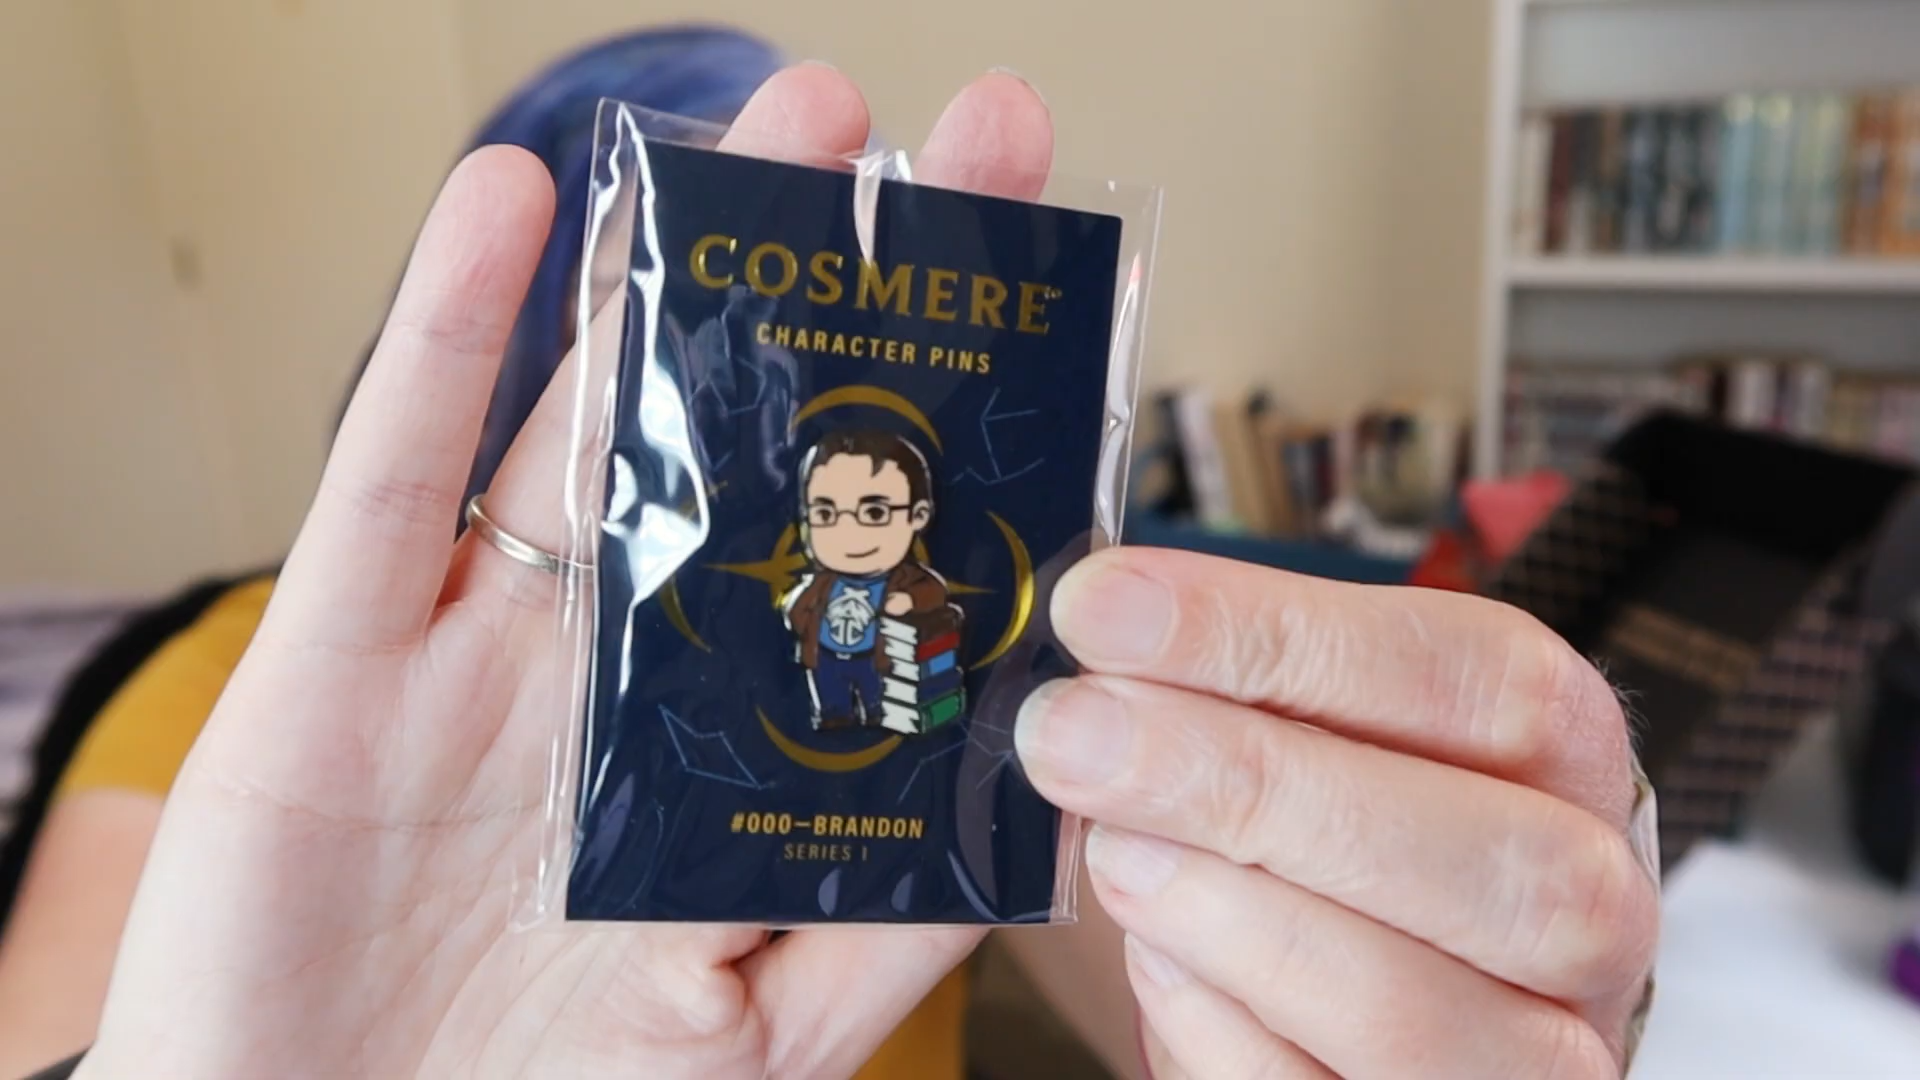 COSMERE
CHARACTER PINS
#000—BRANDON
SERIES 1